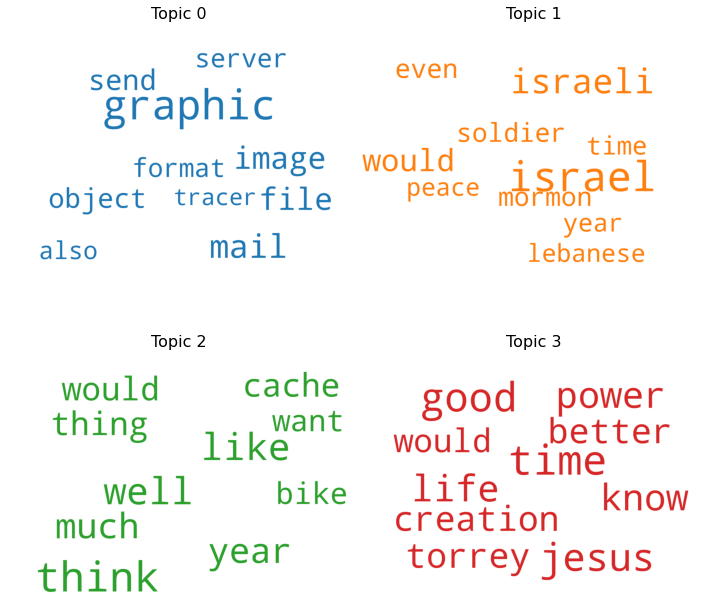 Topic 0
server
send
graphic
image
format
object
tracer
file
also
mail
Topic 1
even
israeli
soldier
time
would
israel
peace
mormon
year
lebanese
Topic 2
would
cache
thing
want
like
well
bike
much
year
think
Topic 3
good
power
would
better
time
life
know
creation
torrey
jesus